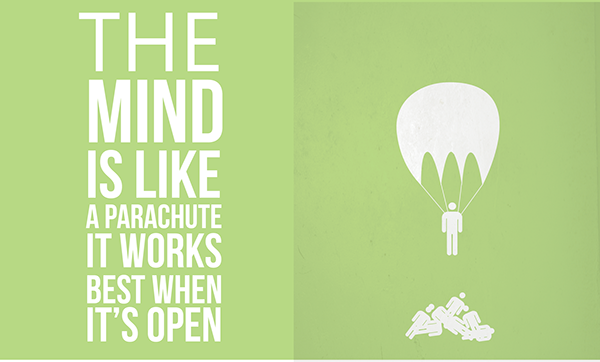 THE
MIND
IS LIKE
A PARACHUTE
IT WORKS
BEST WHEN
IT'S OPEN